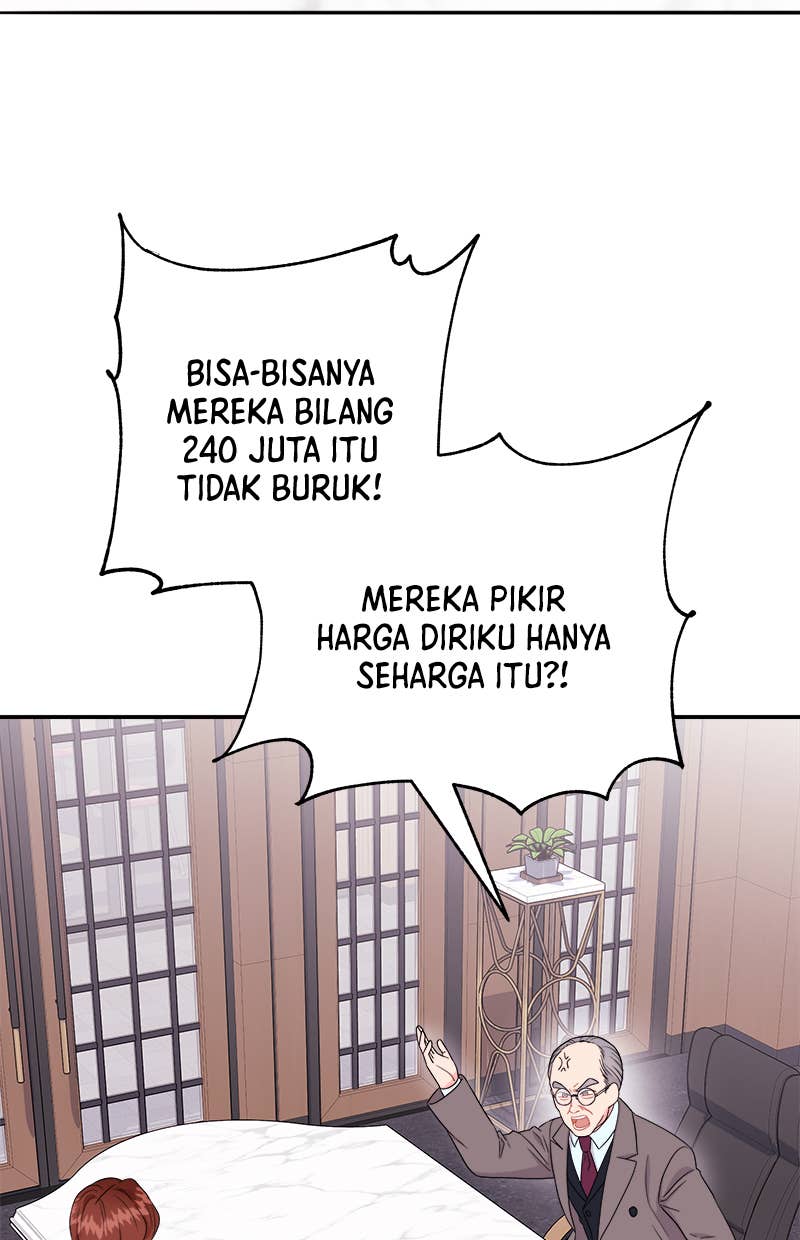 BISA-BISANYA
MEREKA BILANG
240 JUTA ITU
TIDAK BURUK!
MEREKA PIKIR
HARGA DIRIKU HANYA
SEHARGA ITU?!